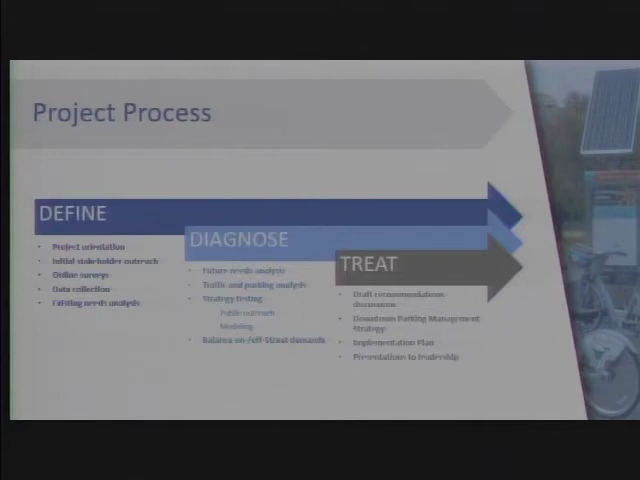 Project Process
DEFINE
Project orientation
Initial stakeholder outreach
Online surveys
Data collection
Existing needs analysis
DIAGNOSE
Future needs analysis
Traffic and parking analysis
Strategy testing
Public outreach
Modeling
Balance on-/off-Street demands
TREAT
Draft recommendations
discussions
Downtown Parking Management
Strategy
Implementation Plan
Presentations to leadership